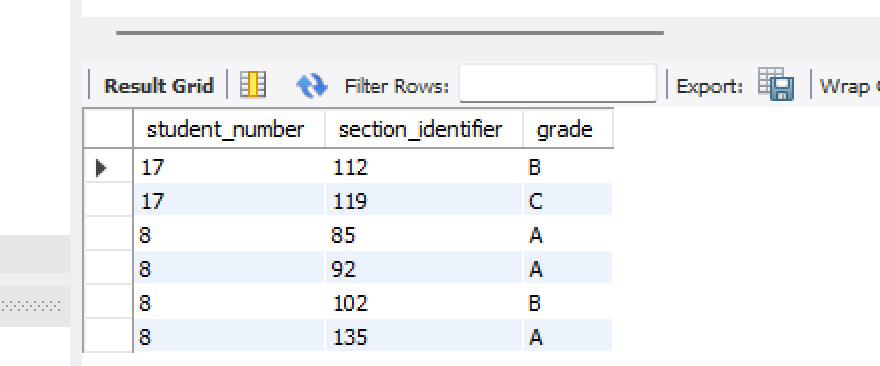 Result Grid Filter Rows: Export: Wrap
student_number section_identifier grade
17 112 B
17 119 C
8 85 A
8 92 A
8 102 B
8 135 A